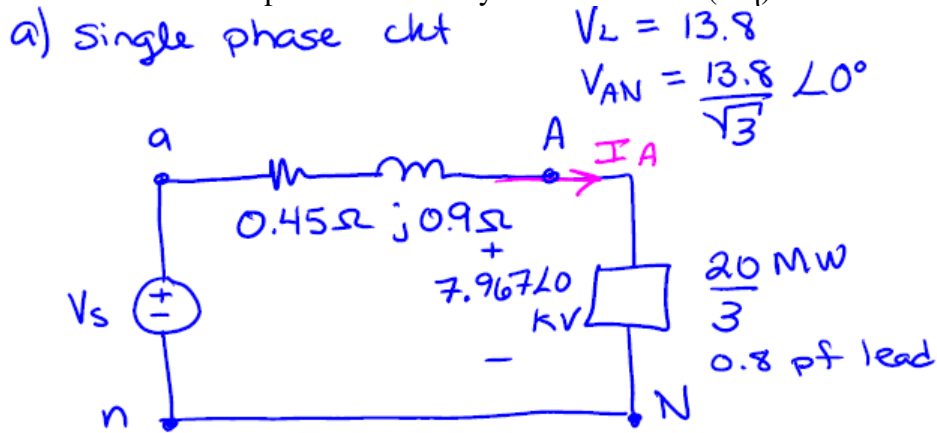 a) Single phase ckt
V_L = 13.8
V_AN = 13.8/√3 ∠0°
a
A
I_A
0.45Ω j0.9Ω
+
7.967∠0
KV
−
20/3 MW
0.8 pf lead
Vs
+
−
n
N